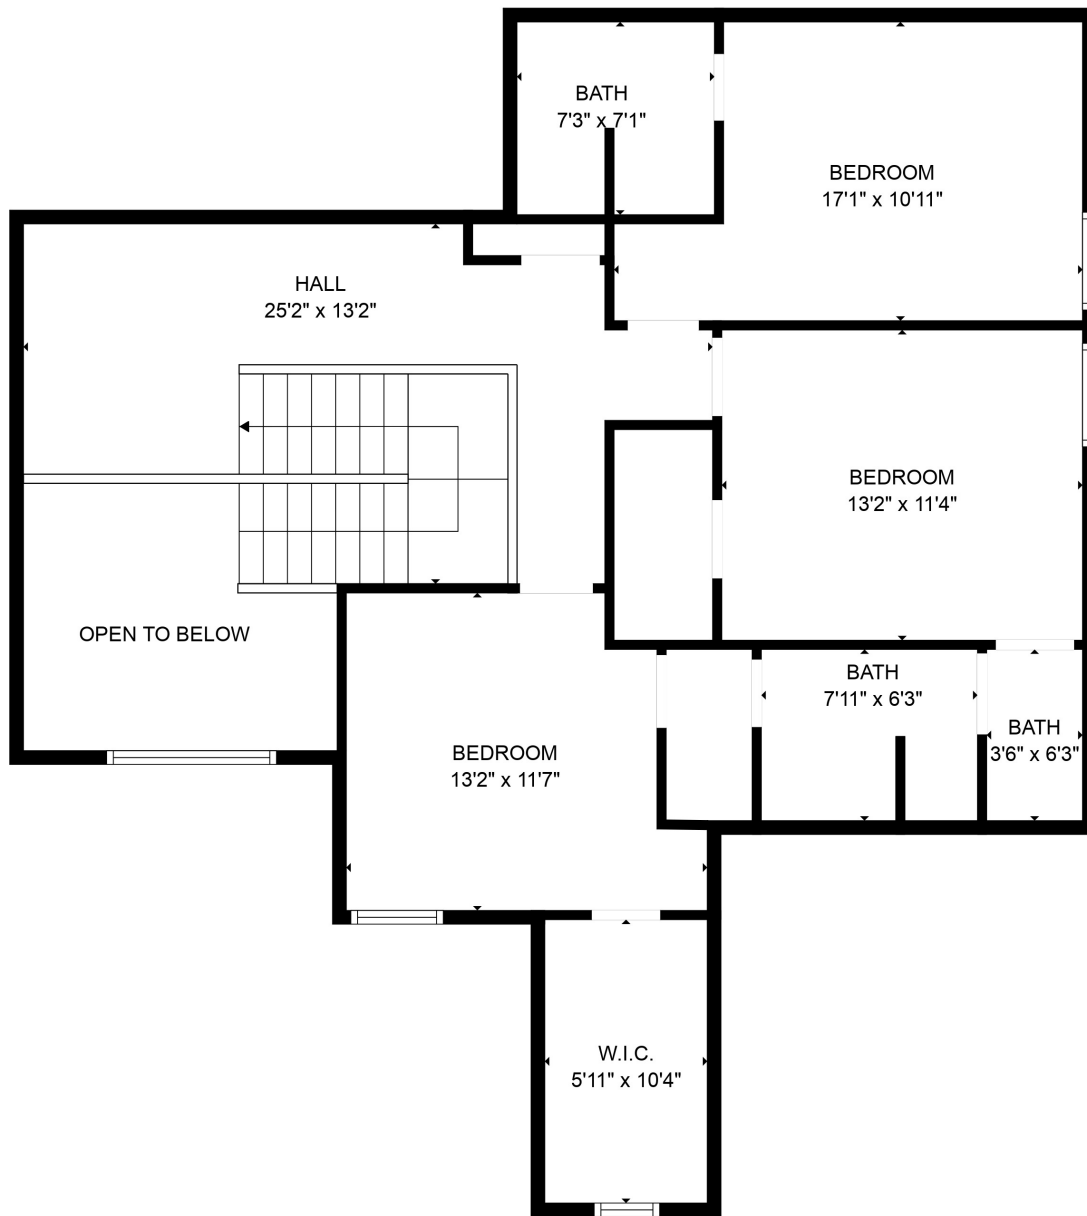 BATH
7'3" x 7'1"
BEDROOM
17'1" x 10'11"
HALL
25'2" x 13'2"
BEDROOM
13'2" x 11'4"
OPEN TO BELOW
BATH
7'11" x 6'3"
BATH
3'6" x 6'3"
BEDROOM
13'2" x 11'7"
W.I.C.
5'11" x 10'4"